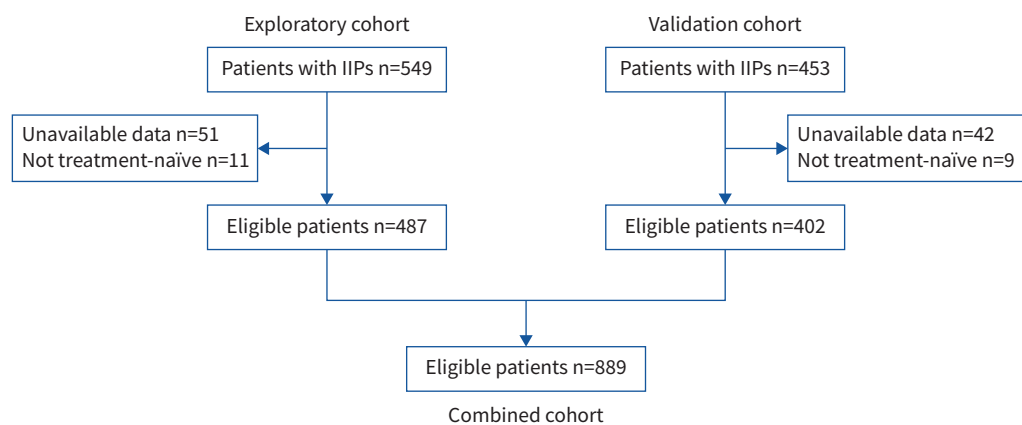 Exploratory cohort
Patients with IIPs n=549
Unavailable data n=51
Not treatment-naïve n=11
Eligible patients n=487
Validation cohort
Patients with IIPs n=453
Unavailable data n=42
Not treatment-naïve n=9
Eligible patients n=402
Eligible patients n=889
Combined cohort